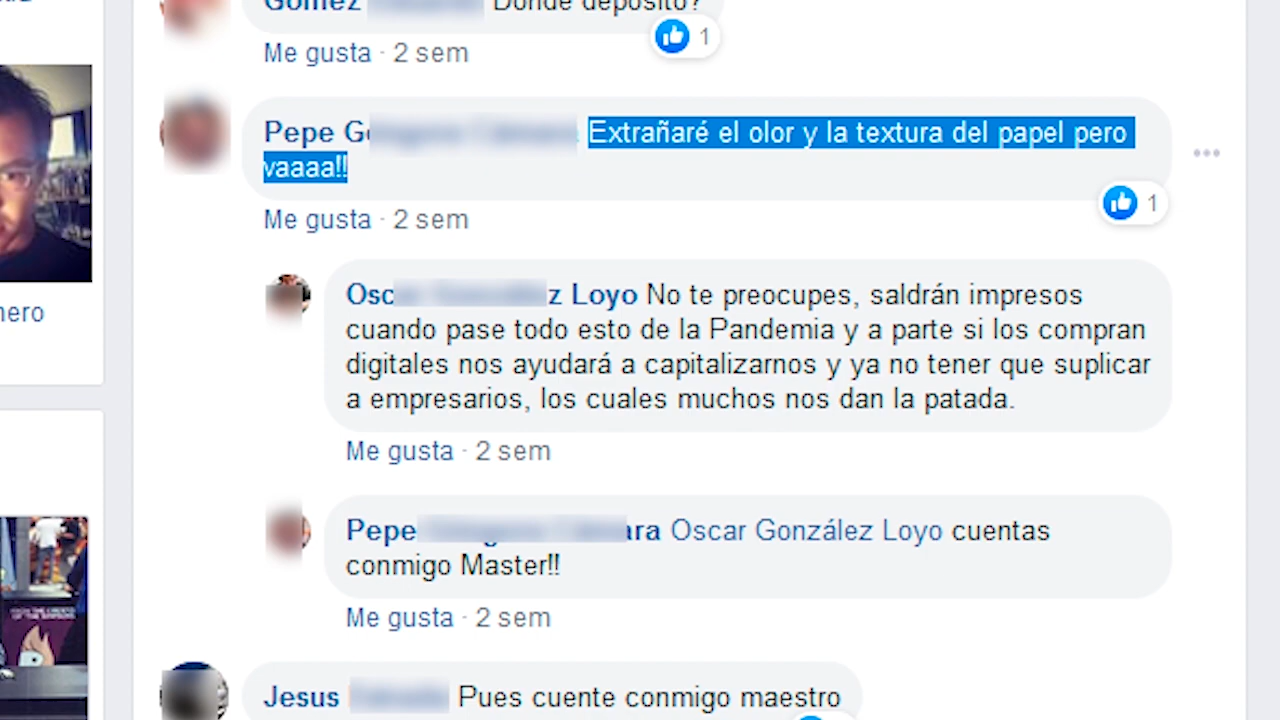 Gómez Donde deposito?
1
Me gusta · 2 sem
Pepe G Extrañaré el olor y la textura del papel pero
vaaaa!!
1
Me gusta · 2 sem
Osc z Loyo No te preocupes, saldrán impresos
cuando pase todo esto de la Pandemia y a parte si los compran
digitales nos ayudará a capitalizarnos y ya no tener que suplicar
a empresarios, los cuales muchos nos dan la patada.
nero
Me gusta · 2 sem
Pepe ara Oscar González Loyo cuentas
conmigo Master!!
Me gusta · 2 sem
Jesus Pues cuente conmigo maestro